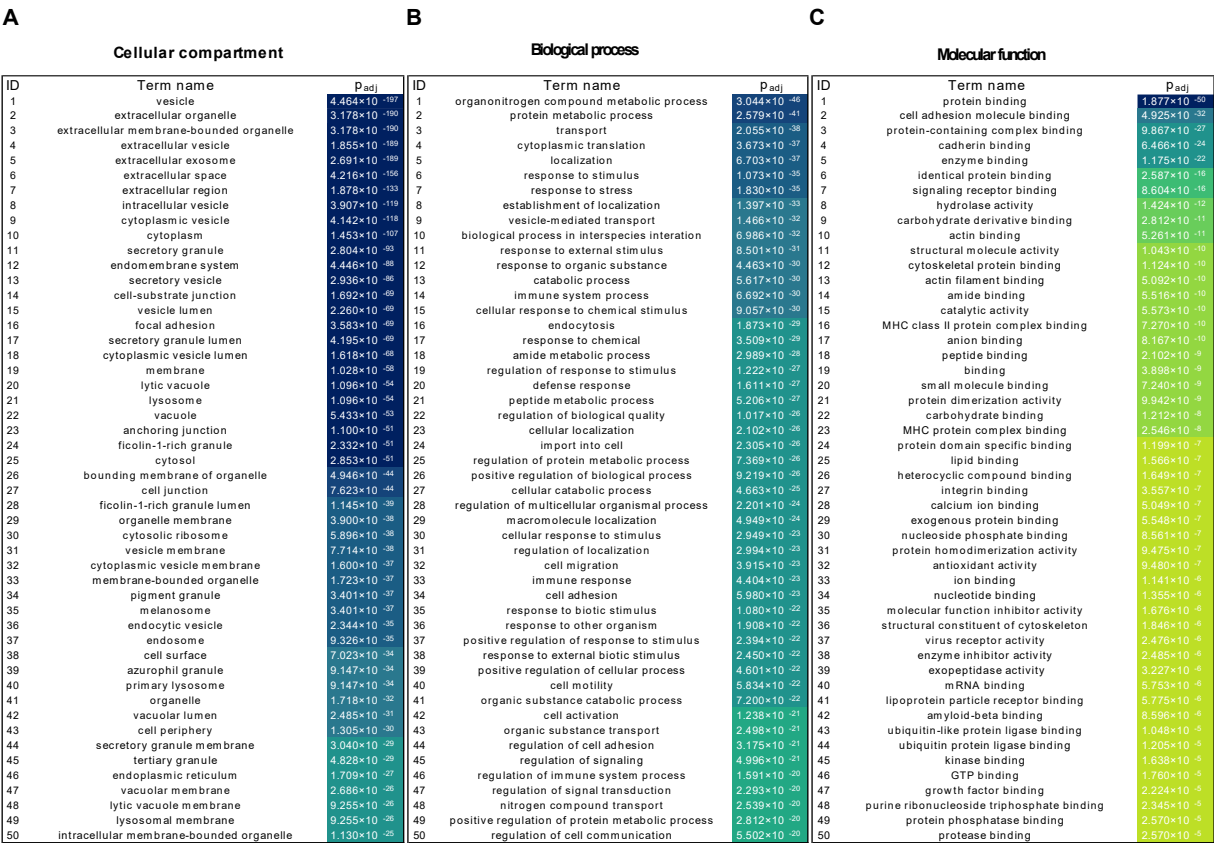 A
B
C
Cellular compartment
Biological process
Molecular function
ID Term name p adj
1 vesicle 4.464×10 -197
2 extracellular organelle 3.178×10 -190
3 extracellular membrane-bounded organelle 3.178×10 -190
4 extracellular vesicle 1.855×10 -189
5 extracellular exosome 2.691×10 -189
6 extracellular space 4.216×10 -156
7 extracellular region 1.878×10 -133
8 intracellular vesicle 3.907×10 -119
9 cytoplasmic vesicle 4.142×10 -118
10 cytoplasm 1.453×10 -107
11 secretory granule 2.804×10 -93
12 endomembrane system 4.446×10 -88
13 secretory vesicle 2.936×10 -86
14 cell-substrate junction 1.692×10 -69
15 vesicle lumen 2.260×10 -69
16 focal adhesion 3.583×10 -69
17 secretory granule lumen 4.195×10 -69
18 cytoplasmic vesicle lumen 1.618×10 -68
19 membrane 1.028×10 -58
20 lytic vacuole 1.096×10 -54
21 lysosome 1.096×10 -54
22 vacuole 5.433×10 -53
23 anchoring junction 1.100×10 -51
24 ficolin-1-rich granule 2.332×10 -51
25 cytosol 2.853×10 -51
26 bounding membrane of organelle 4.946×10 -44
27 cell junction 7.623×10 -44
28 ficolin-1-rich granule lumen 1.145×10 -39
29 organelle membrane 3.900×10 -38
30 cytosolic ribosome 5.896×10 -38
31 vesicle membrane 7.714×10 -38
32 cytoplasmic vesicle membrane 1.600×10 -37
33 membrane-bounded organelle 1.723×10 -37
34 pigment granule 3.401×10 -37
35 melanosome 3.401×10 -37
36 endocytic vesicle 2.344×10 -35
37 endosome 9.326×10 -35
38 cell surface 7.023×10 -34
39 azurophil granule 9.147×10 -34
40 primary lysosome 9.147×10 -34
41 organelle 1.718×10 -32
42 vacuolar lumen 2.485×10 -31
43 cell periphery 1.305×10 -30
44 secretory granule membrane 3.040×10 -29
45 tertiary granule 4.828×10 -29
46 endoplasmic reticulum 1.709×10 -27
47 vacuolar membrane 2.686×10 -26
48 lytic vacuole membrane 9.255×10 -26
49 lysosomal membrane 9.255×10 -26
50 intracellular membrane-bounded organelle 1.130×10 -25
ID Term name p adj
1 organonitrogen compound metabolic process 3.044×10 -46
2 protein metabolic process 2.579×10 -41
3 transport 2.055×10 -38
4 cytoplasmic translation 3.673×10 -37
5 localization 6.703×10 -37
6 response to stimulus 1.073×10 -35
7 response to stress 1.830×10 -35
8 establishment of localization 1.397×10 -33
9 vesicle-mediated transport 1.466×10 -32
10 biological process in interspecies interation 6.986×10 -32
11 response to external stimulus 8.501×10 -31
12 response to organic substance 4.463×10 -30
13 catabolic process 5.617×10 -30
14 immune system process 6.692×10 -30
15 cellular response to chemical stimulus 9.057×10 -30
16 endocytosis 1.873×10 -29
17 response to chemical 3.509×10 -29
18 amide metabolic process 2.989×10 -28
19 regulation of response to stimulus 1.222×10 -27
20 defense response 1.611×10 -27
21 peptide metabolic process 5.206×10 -27
22 regulation of biological quality 1.017×10 -26
23 cellular localization 2.102×10 -26
24 import into cell 2.305×10 -26
25 regulation of protein metabolic process 7.369×10 -26
26 positive regulation of biological process 9.219×10 -26
27 cellular catabolic process 4.663×10 -25
28 regulation of multicellular organismal process 2.201×10 -24
29 macromolecule localization 4.949×10 -24
30 cellular response to stimulus 2.949×10 -23
31 regulation of localization 2.994×10 -23
32 cell migration 3.915×10 -23
33 immune response 4.404×10 -23
34 cell adhesion 5.980×10 -23
35 response to biotic stimulus 1.080×10 -22
36 response to other organism 1.908×10 -22
37 positive regulation of response to stimulus 2.394×10 -22
38 response to external biotic stimulus 2.450×10 -22
39 positive regulation of cellular process 4.601×10 -22
40 cell motility 5.834×10 -22
41 organic substance catabolic process 7.200×10 -22
42 cell activation 1.238×10 -21
43 organic substance transport 2.498×10 -21
44 regulation of cell adhesion 3.175×10 -21
45 regulation of signaling 4.996×10 -21
46 regulation of immune system process 1.591×10 -20
47 regulation of signal transduction 2.293×10 -20
48 nitrogen compound transport 2.539×10 -20
49 positive regulation of protein metabolic process 2.812×10 -20
50 regulation of cell communication 5.502×10 -20
ID Term name p adj
1 protein binding 1.877×10 -50
2 cell adhesion molecule binding 4.925×10 -32
3 protein-containing complex binding 9.867×10 -27
4 cadherin binding 6.466×10 -24
5 enzyme binding 1.175×10 -22
6 identical protein binding 2.587×10 -16
7 signaling receptor binding 8.604×10 -16
8 hydrolase activity 1.424×10 -12
9 carbohydrate derivative binding 2.812×10 -11
10 actin binding 5.261×10 -11
11 structural molecule activity 1.043×10 -10
12 cytoskeletal protein binding 1.124×10 -10
13 actin filament binding 5.092×10 -10
14 amide binding 5.516×10 -10
15 catalytic activity 5.573×10 -10
16 MHC class II protein complex binding 7.270×10 -10
17 anion binding 8.167×10 -10
18 peptide binding 2.102×10 -9
19 binding 3.898×10 -9
20 small molecule binding 7.240×10 -9
21 protein dimerization activity 9.942×10 -9
22 carbohydrate binding 1.212×10 -8
23 MHC protein complex binding 2.546×10 -8
24 protein domain specific binding 1.199×10 -7
25 lipid binding 1.566×10 -7
26 heterocyclic compound binding 1.649×10 -7
27 integrin binding 3.557×10 -7
28 calcium ion binding 5.049×10 -7
29 exogenous protein binding 5.548×10 -7
30 nucleoside phosphate binding 8.561×10 -7
31 protein homodimerization activity 9.475×10 -7
32 antioxidant activity 9.480×10 -7
33 ion binding 1.141×10 -6
34 nucleotide binding 1.355×10 -6
35 molecular function inhibitor activity 1.676×10 -6
36 structural constituent of cytoskeleton 1.846×10 -6
37 virus receptor activity 2.476×10 -6
38 enzyme inhibitor activity 2.485×10 -6
39 exopeptidase activity 3.227×10 -6
40 mRNA binding 5.753×10 -6
41 lipoprotein particle receptor binding 5.775×10 -6
42 amyloid-beta binding 8.596×10 -6
43 ubiquitin-like protein ligase binding 1.048×10 -5
44 ubiquitin protein ligase binding 1.205×10 -5
45 kinase binding 1.638×10 -5
46 GTP binding 1.760×10 -5
47 growth factor binding 2.224×10 -5
48 purine ribonucleoside triphosphate binding 2.345×10 -5
49 protein phosphatase binding 2.570×10 -5
50 protease binding 2.570×10 -5